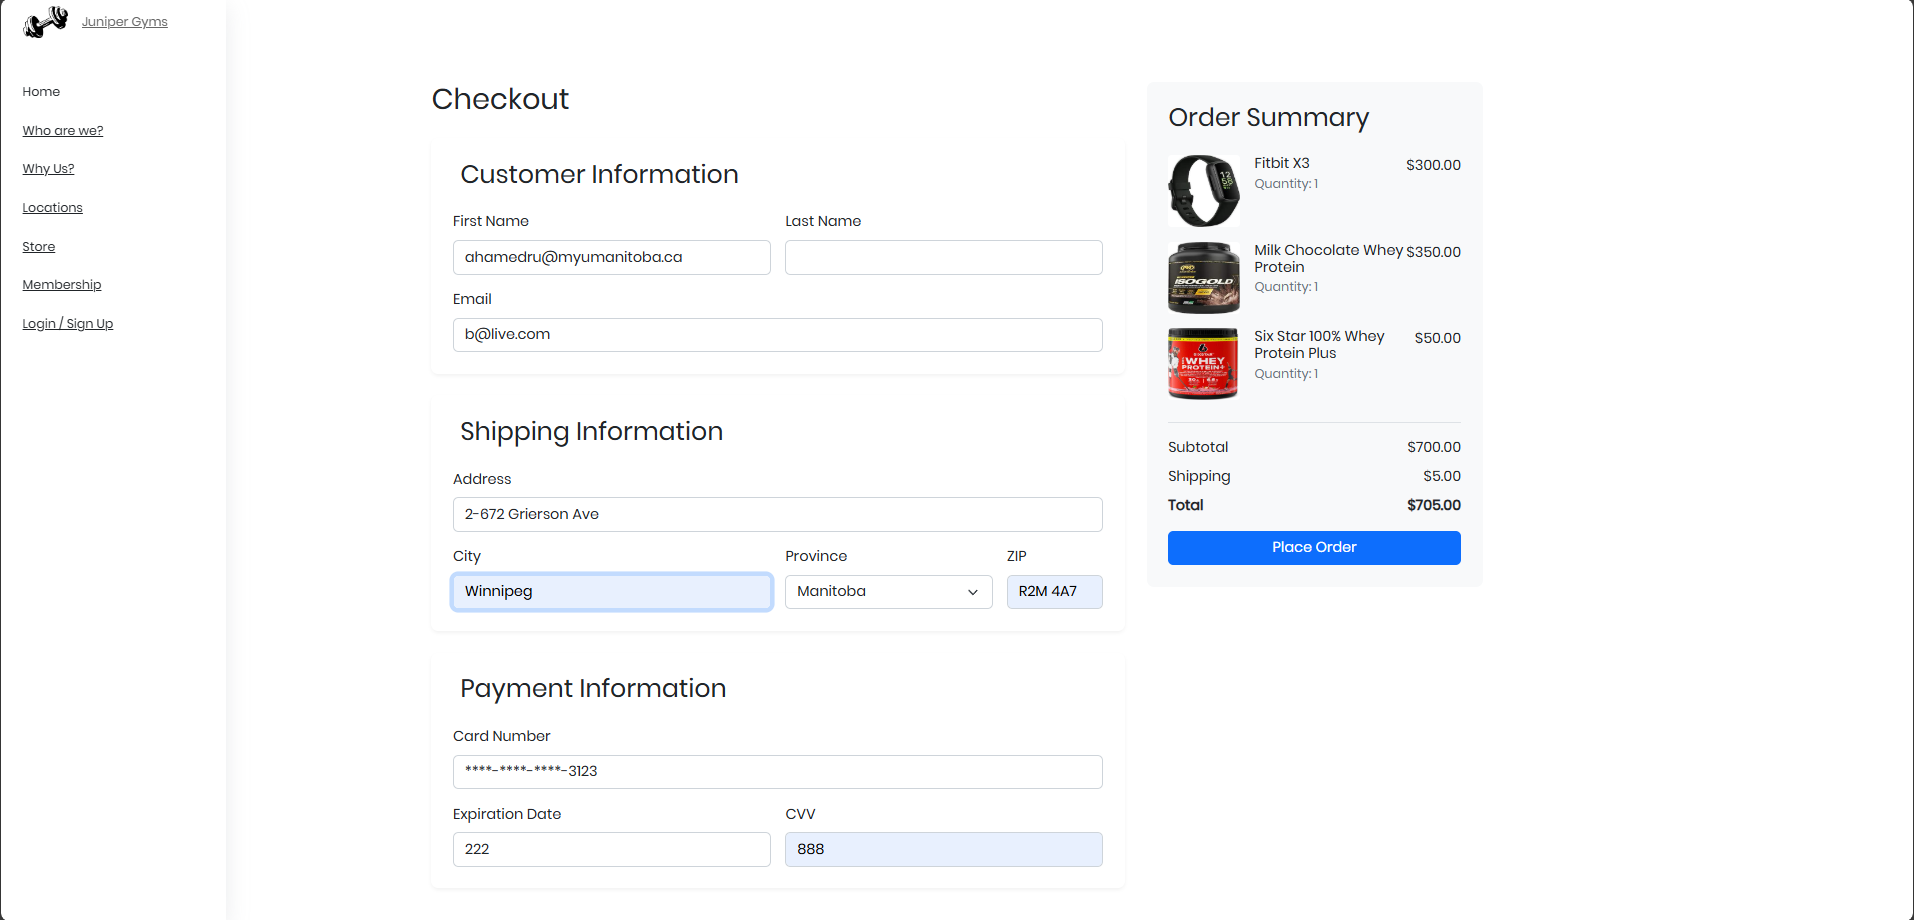 Juniper Gyms
Home
Who are we?
Why Us?
Locations
Store
Membership
Login / Sign Up
Checkout
Customer Information
First Name
Last Name
ahamedru@myumanitoba.ca
Email
b@live.com
Shipping Information
Address
2-672 Grierson Ave
City
Province
ZIP
Winnipeg
Manitoba
R2M 4A7
Payment Information
Card Number
****-****-****-3123
Expiration Date
CVV
222
888
Order Summary
Fitbit X3
$300.00
Quantity: 1
Milk Chocolate Whey
$350.00
Protein
Quantity: 1
ISOGOLD
Six Star 100% Whey
$50.00
Protein Plus
Quantity: 1
WHEY
PROTEIN+
Subtotal
$700.00
Shipping
$5.00
Total
$705.00
Place Order